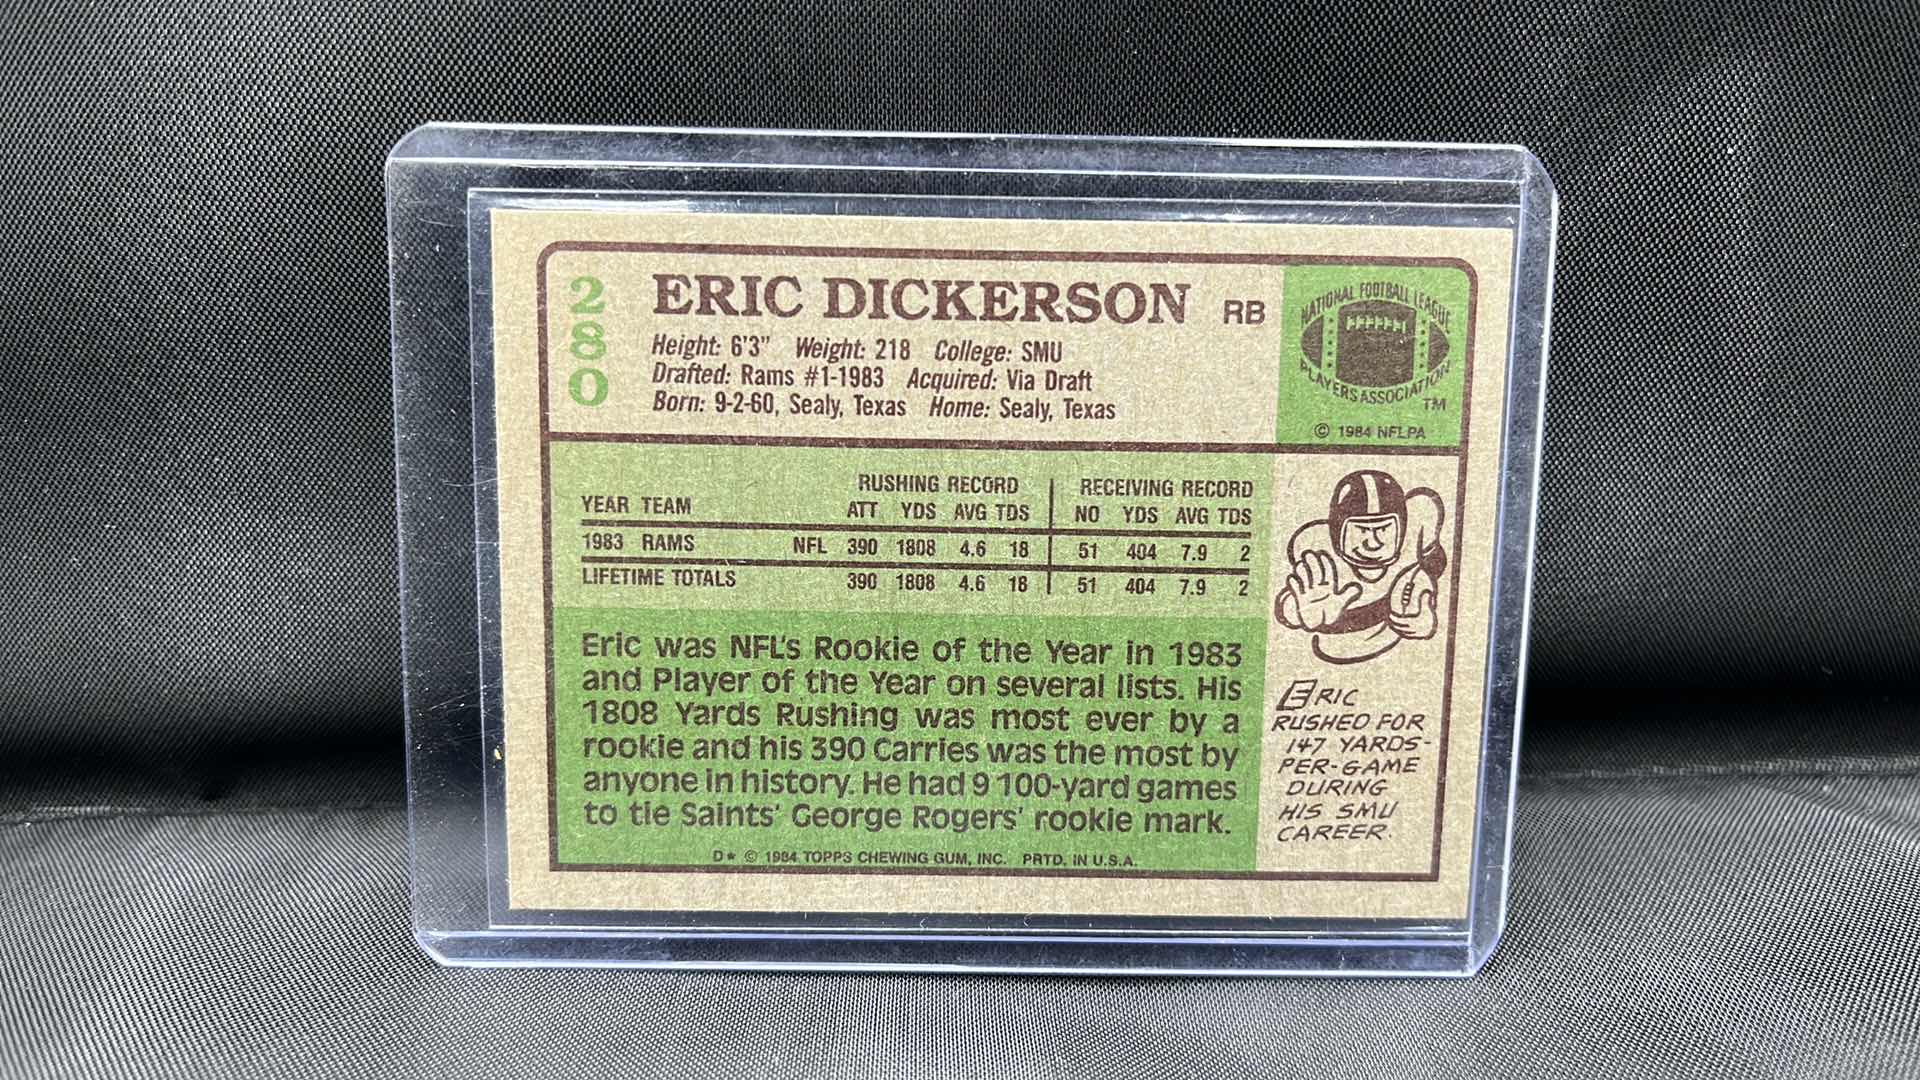 280
ERIC DICKERSON RB
Height: 6'3" Weight: 218 College: SMU
Drafted: Rams #1-1983 Acquired: Via Draft
Born: 9-2-60, Sealy, Texas Home: Sealy, Texas
NATIONAL FOOTBALL LEAGUE
PLAYERS ASSOCIATION
TM
© 1984 NFLPA
RUSHING RECORD RECEIVING RECORD
YEAR TEAM ATT YDS AVG TDS NO YDS AVG TDS
1983 RAMS NFL 390 1808 4.6 18 51 404 7.9 2
LIFETIME TOTALS 390 1808 4.6 18 51 404 7.9 2
Eric was NFL's Rookie of the Year in 1983
and Player of the Year on several lists. His
1808 Yards Rushing was most ever by a
rookie and his 390 Carries was the most by
anyone in history. He had 9 100-yard games
to tie Saints' George Rogers' rookie mark.
D* © 1984 TOPPS CHEWING GUM, INC. PRTD. IN U.S.A.
ERIC
RUSHED FOR
147 YARDS-
PER-GAME
DURING
HIS SMU
CAREER.